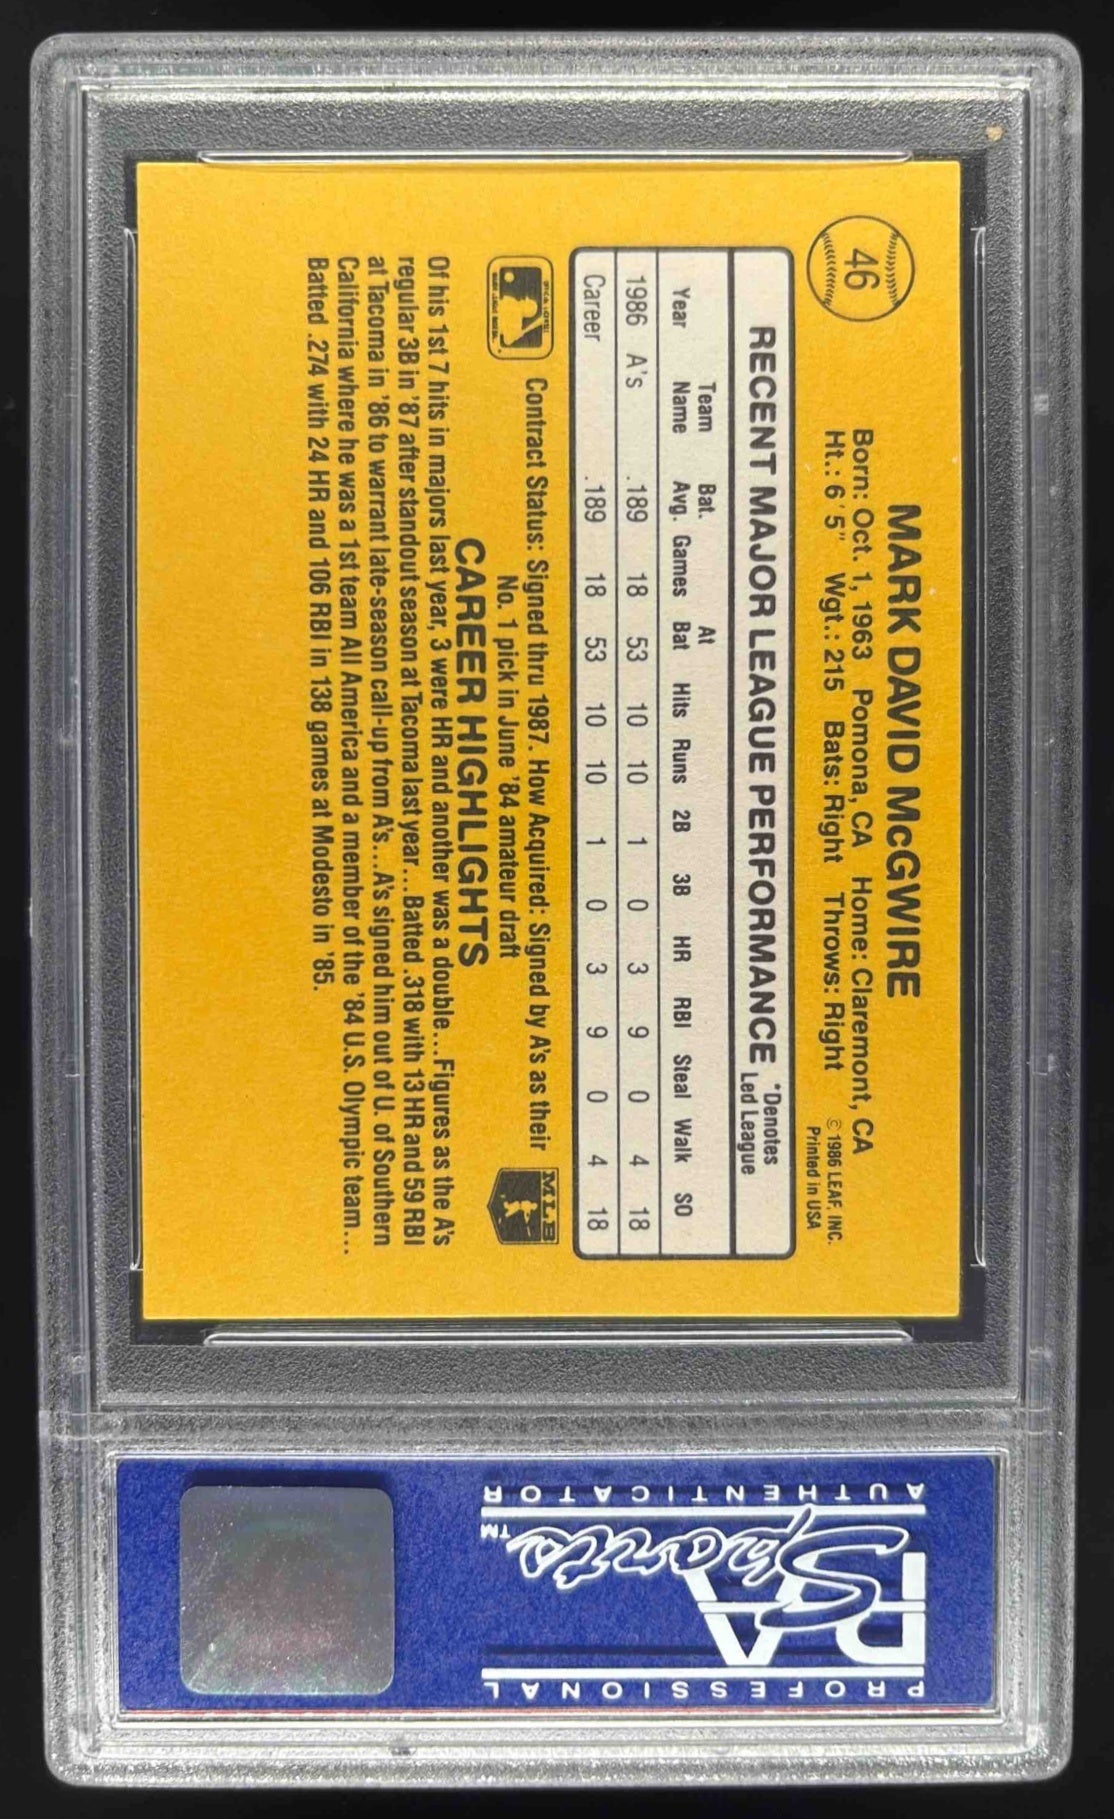 46
MARK DAVID McGWIRE
Born: Oct. 1, 1963 Pomona, CA Home: Claremont, CA
Ht.: 6'5" Wgt.: 215 Bats: Right Throws: Right
© 1986 LEAF, INC.
Printed in USA
RECENT MAJOR LEAGUE PERFORMANCE
*Denotes
Led League
Team Bat. At
Year Name Avg. Games Bat Hits Runs 2B 3B HR RBI Steal Walk SO
1986 A's .189 18 53 10 10 1 0 3 9 0 4 18
Career .189 18 53 10 10 1 0 3 9 0 4 18
Contract Status: Signed thru 1987. How Acquired: Signed by A's as their
No. 1 pick in June '84 amateur draft
MLB
CAREER HIGHLIGHTS
Of his 1st 7 hits in majors last year, 3 were HR and another was a double...Figures as the A's
regular 3B in '87 after standout season at Tacoma last year....Batted .318 with 13 HR and 59 RBI
at Tacoma in '86 to warrant late-season call-up from A's....A's signed him out of U. of Southern
California where he was a 1st team All America and a member of the '84 U.S. Olympic team...
Batted .274 with 24 HR and 106 RBI in 138 games at Modesto in '85.
PROFESSIONAL
PSA
Sports™
AUTHENTICATOR